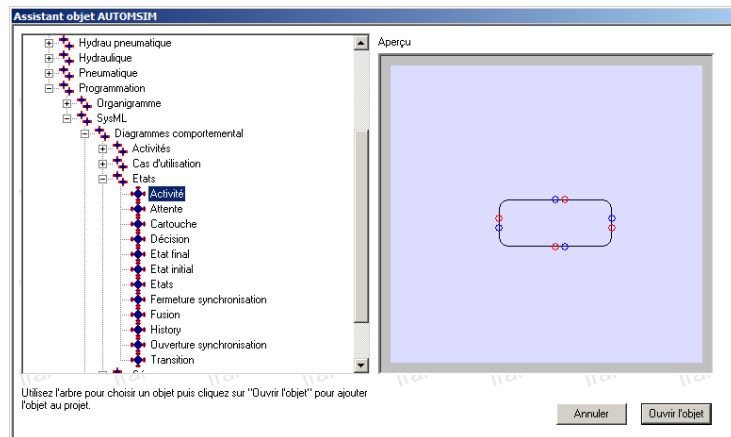 Assistant objet AUTOMSIM
Aperçu
Hydrau pneumatique
Hydraulique
Pneumatique
Programmation
Organigramme
SysML
Diagrammes comportemental
Activités
Cas d'utilisation
Etats
Activité
Attente
Cartouche
Décision
Etat final
Etat initial
Etats
Fermeture synchronisation
Fusion
History
Ouverture synchronisation
Transition
Utilisez l'arbre pour choisir un objet puis cliquez sur "Ouvrir l'objet" pour ajouter
l'objet au projet.
Annuler
Ouvrir l'objet